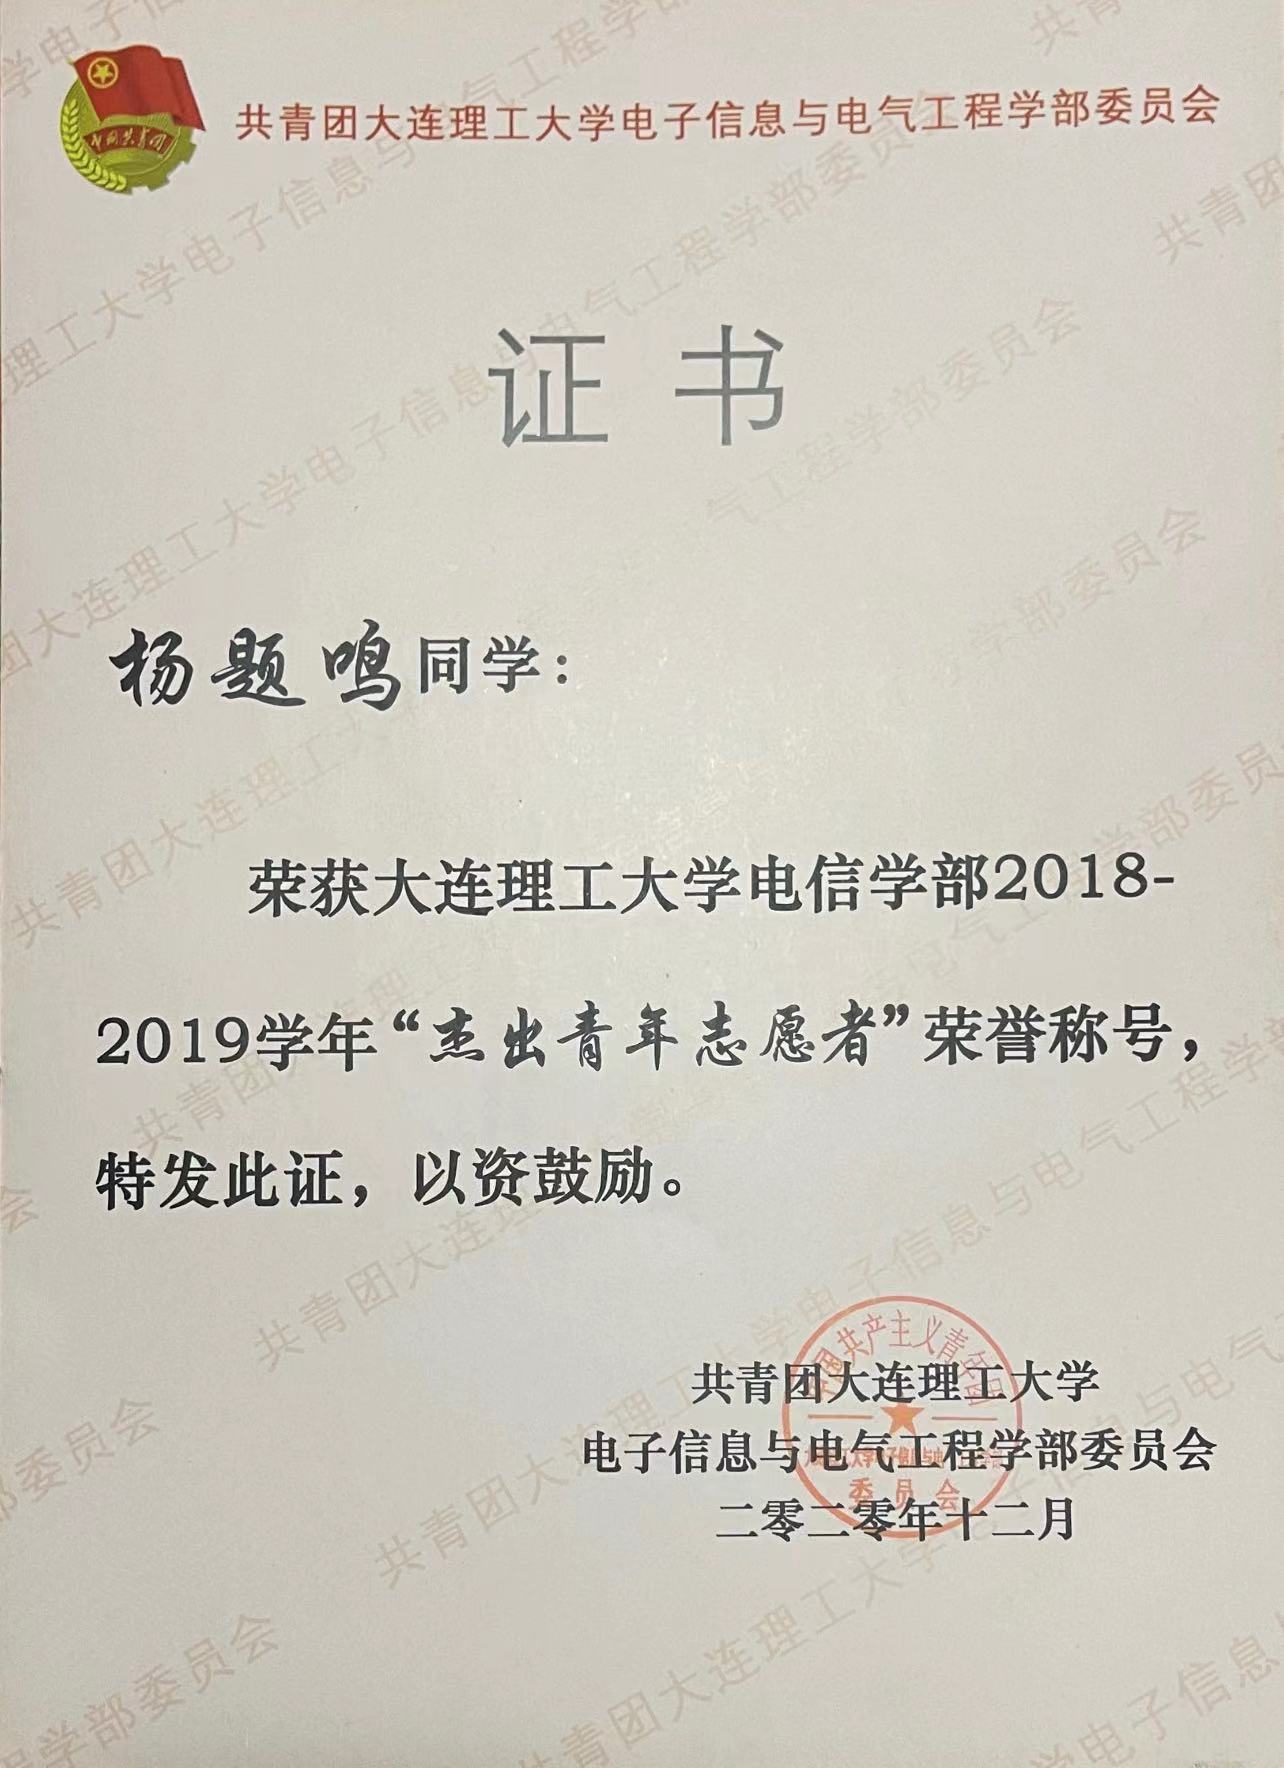 中国共青团
共青团大连理工大学电子信息与电气工程学部委员会
证书
杨题鸣同学：
荣获大连理工大学电信学部2018-
2019学年“杰出青年志愿者”荣誉称号，
特发此证，以资鼓励。
中国共产主义青年团
共青团大连理工大学
电子信息与电气工程学部委员会
委员会
二零二零年十二月